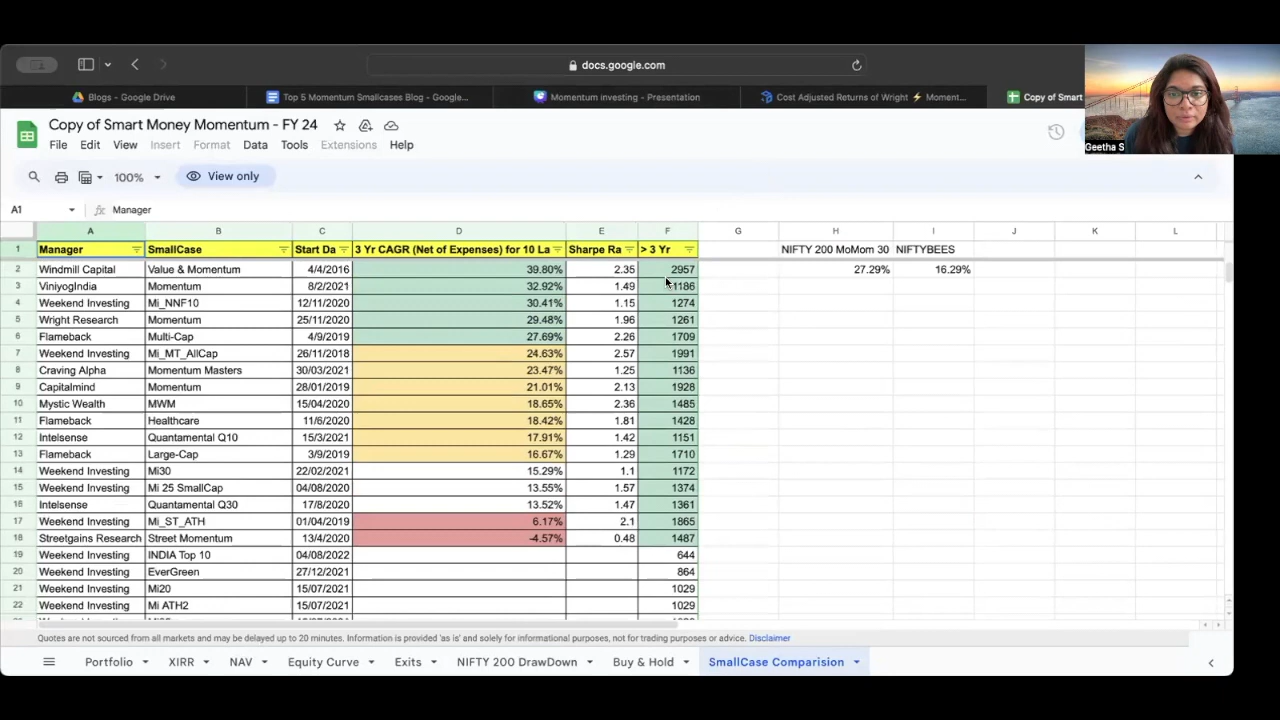 docs.google.com
Blogs - Google Drive
Top 5 Momentum Smallcases Blog - Google...
Momentum investing - Presentation
Cost Adjusted Returns of Wright ⚡ Moment...
Copy of Smart
Geetha S
Copy of Smart Money Momentum - FY 24
File Edit View Insert Format Data Tools Extensions Help
100% View only
A1 fx Manager
A B C D E F G H I J K L
1 Manager SmallCase Start Da 3 Yr CAGR (Net of Expenses) for 10 La Sharpe Ra > 3 Yr NIFTY 200 MoMom 30 NIFTYBEES
2 Windmill Capital Value & Momentum 4/4/2016 39.80% 2.35 2957 27.29% 16.29%
3 ViniyogIndia Momentum 8/2/2021 32.92% 1.49 1186
4 Weekend Investing Mi_NNF10 12/11/2020 30.41% 1.15 1274
5 Wright Research Momentum 25/11/2020 29.48% 1.96 1261
6 Flameback Multi-Cap 4/9/2019 27.69% 2.26 1709
7 Weekend Investing Mi_MT_AllCap 26/11/2018 24.63% 2.57 1991
8 Craving Alpha Momentum Masters 30/03/2021 23.47% 1.25 1136
9 Capitalmind Momentum 28/01/2019 21.01% 2.13 1928
10 Mystic Wealth MWM 15/04/2020 18.65% 2.36 1485
11 Flameback Healthcare 11/6/2020 18.42% 1.81 1428
12 Intelsense Quantamental Q10 15/3/2021 17.91% 1.42 1151
13 Flameback Large-Cap 3/9/2019 16.67% 1.29 1710
14 Weekend Investing Mi30 22/02/2021 15.29% 1.1 1172
15 Weekend Investing Mi 25 SmallCap 04/08/2020 13.55% 1.57 1374
16 Intelsense Quantamental Q30 17/8/2020 13.52% 1.47 1361
17 Weekend Investing Mi_ST_ATH 01/04/2019 6.17% 2.1 1865
18 Streetgains Research Street Momentum 13/4/2020 -4.57% 0.48 1487
19 Weekend Investing INDIA Top 10 04/08/2022 644
20 Weekend Investing EverGreen 27/12/2021 864
21 Weekend Investing Mi20 15/07/2021 1029
22 Weekend Investing Mi ATH2 15/07/2021 1029
Quotes are not sourced from all markets and may be delayed up to 20 minutes. Information is provided 'as is' and solely for informational purposes, not for trading purposes or advice. Disclaimer
Portfolio XIRR NAV Equity Curve Exits NIFTY 200 DrawDown Buy & Hold SmallCase Comparision